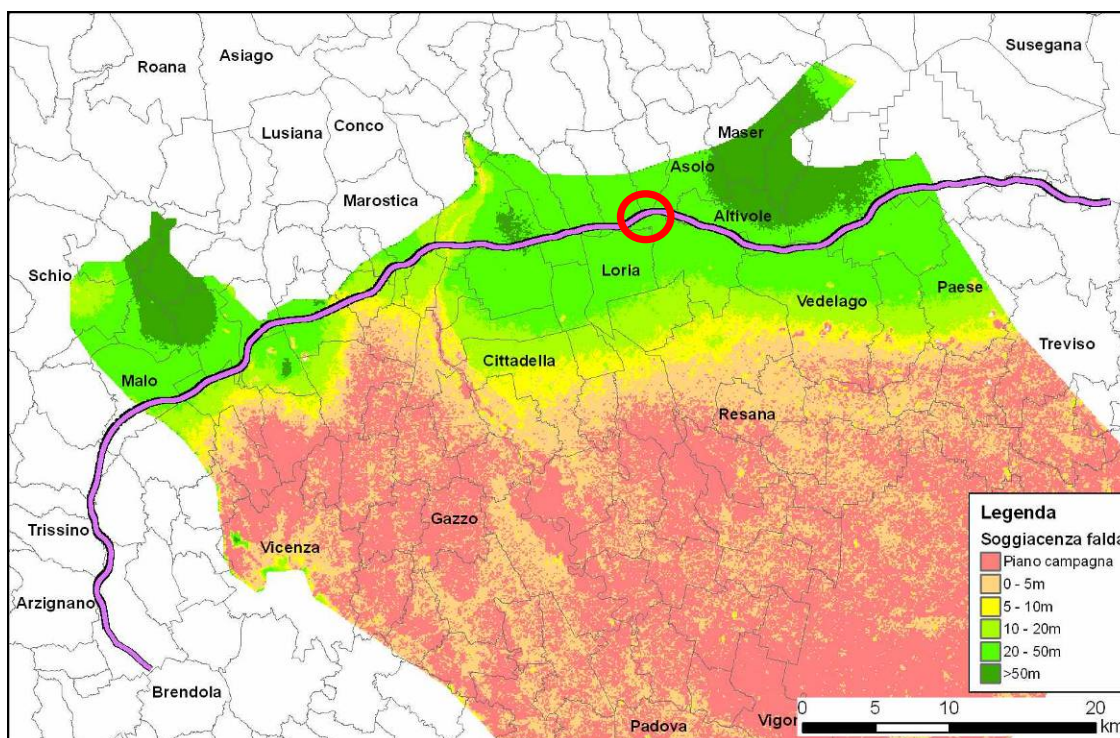 Susegana
Asiago
Roana
Lusiana
Conco
Maser
Asolo
Marostica
Altivole
Schio
Loria
Paese
Vedelago
Treviso
Cittadella
Malo
Resana
Gazzo
Trissino
Vicenza
Arzignano
Brendola
Padova
Legenda
Soggiacenza falda
Piano campagna
0 - 5m
5 - 10m
10 - 20m
20 - 50m
>50m
0 5 10 20
km